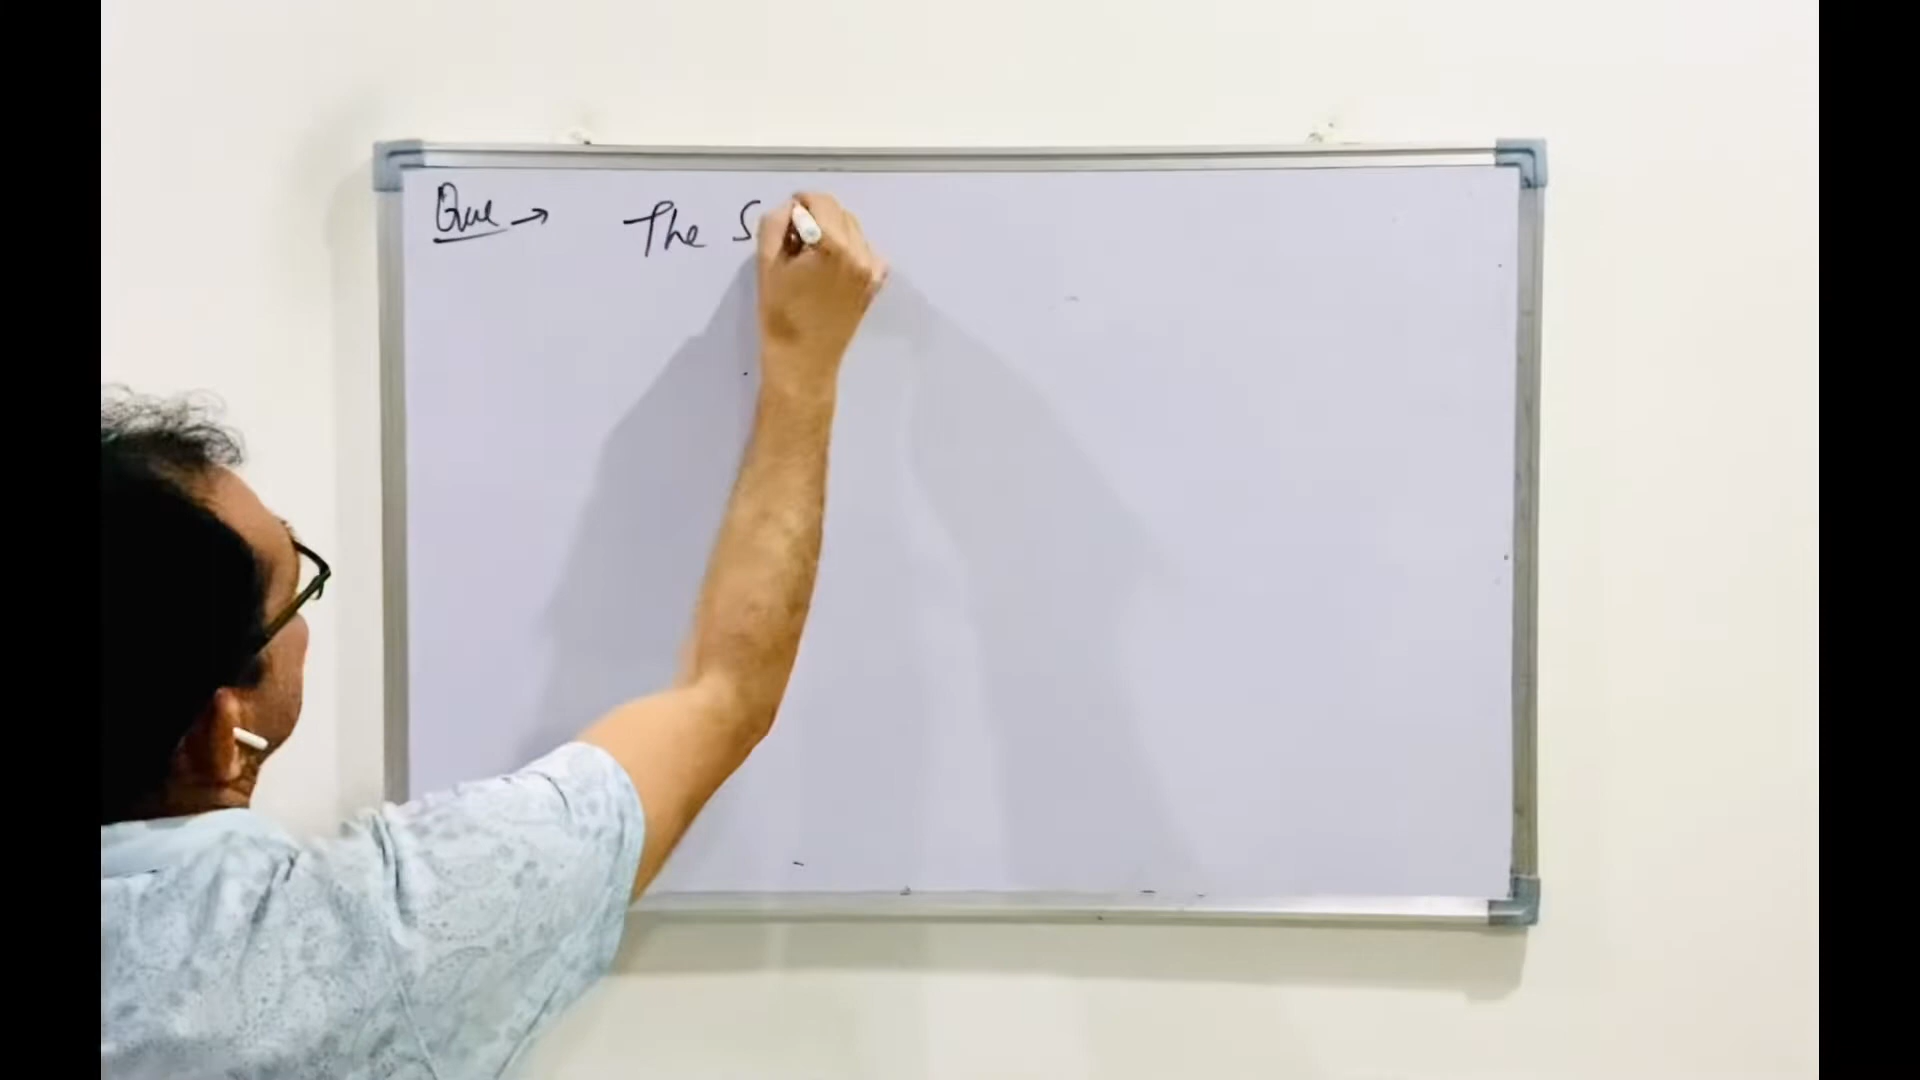 Que → The S